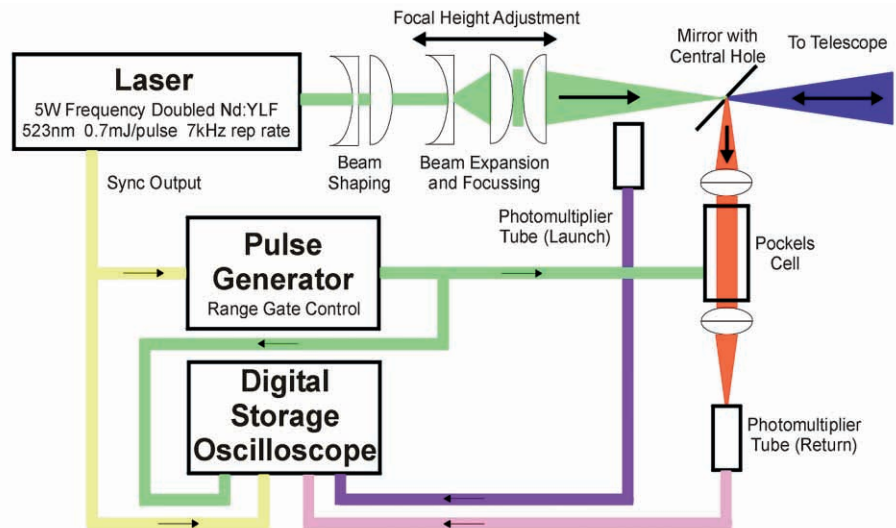 Focal Height Adjustment
Mirror with
Central Hole
To Telescope
Laser
5W Frequency Doubled Nd:YLF
523nm 0.7mJ/pulse 7kHz rep rate
Beam
Shaping
Beam Expansion
and Focussing
Sync Output
Photomultiplier
Tube (Launch)
Pockels
Cell
Pulse
Generator
Range Gate Control
Digital
Storage
Oscilloscope
Photomultiplier
Tube (Return)